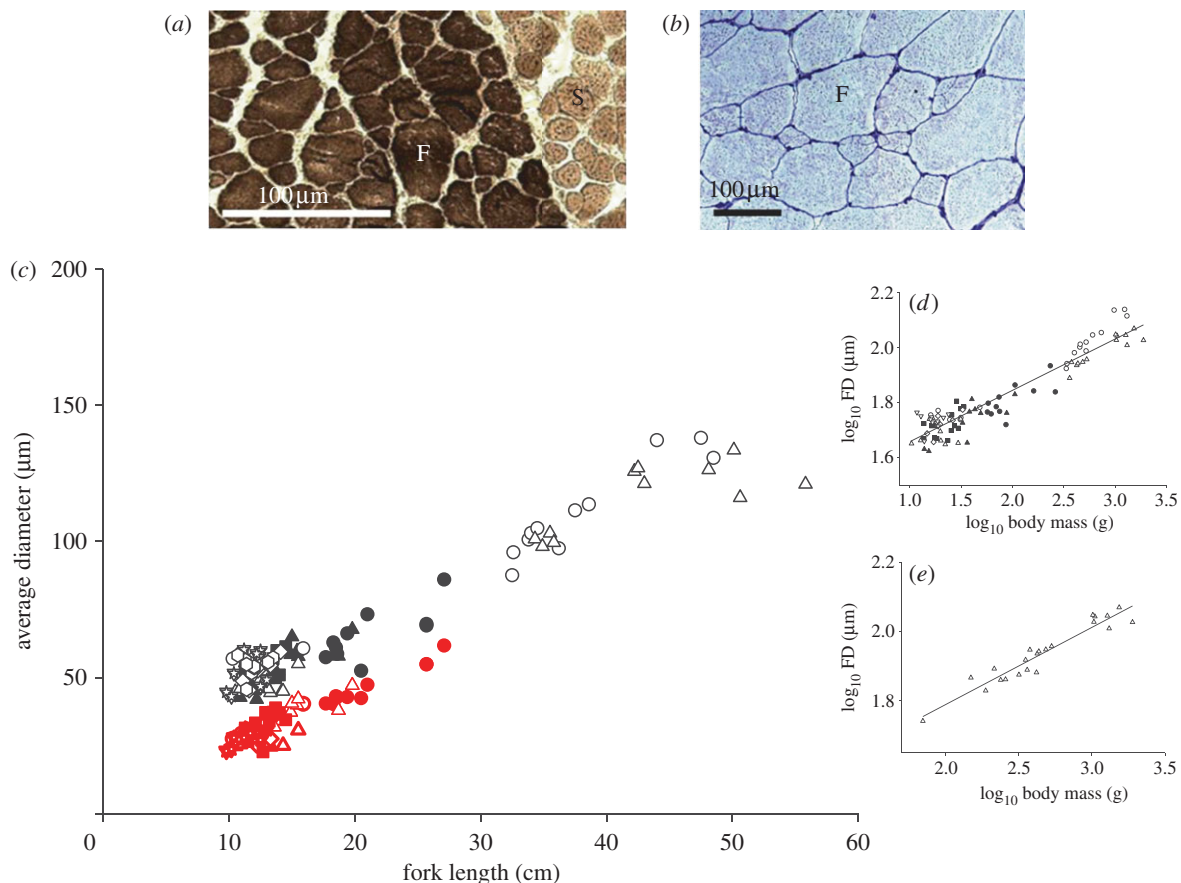 (a)
S
F
100 µm
(b)
F
100 µm
(c)
200
150
100
50
0
10
20
30
40
50
60
average diameter (µm)
fork length (cm)
(d)
2.2
2.0
1.8
1.6
1.0
1.5
2.0
2.5
3.0
3.5
log10 FD (µm)
log10 body mass (g)
(e)
2.2
2.0
1.8
2.0
2.5
3.0
3.5
log10 FD (µm)
log10 body mass (g)